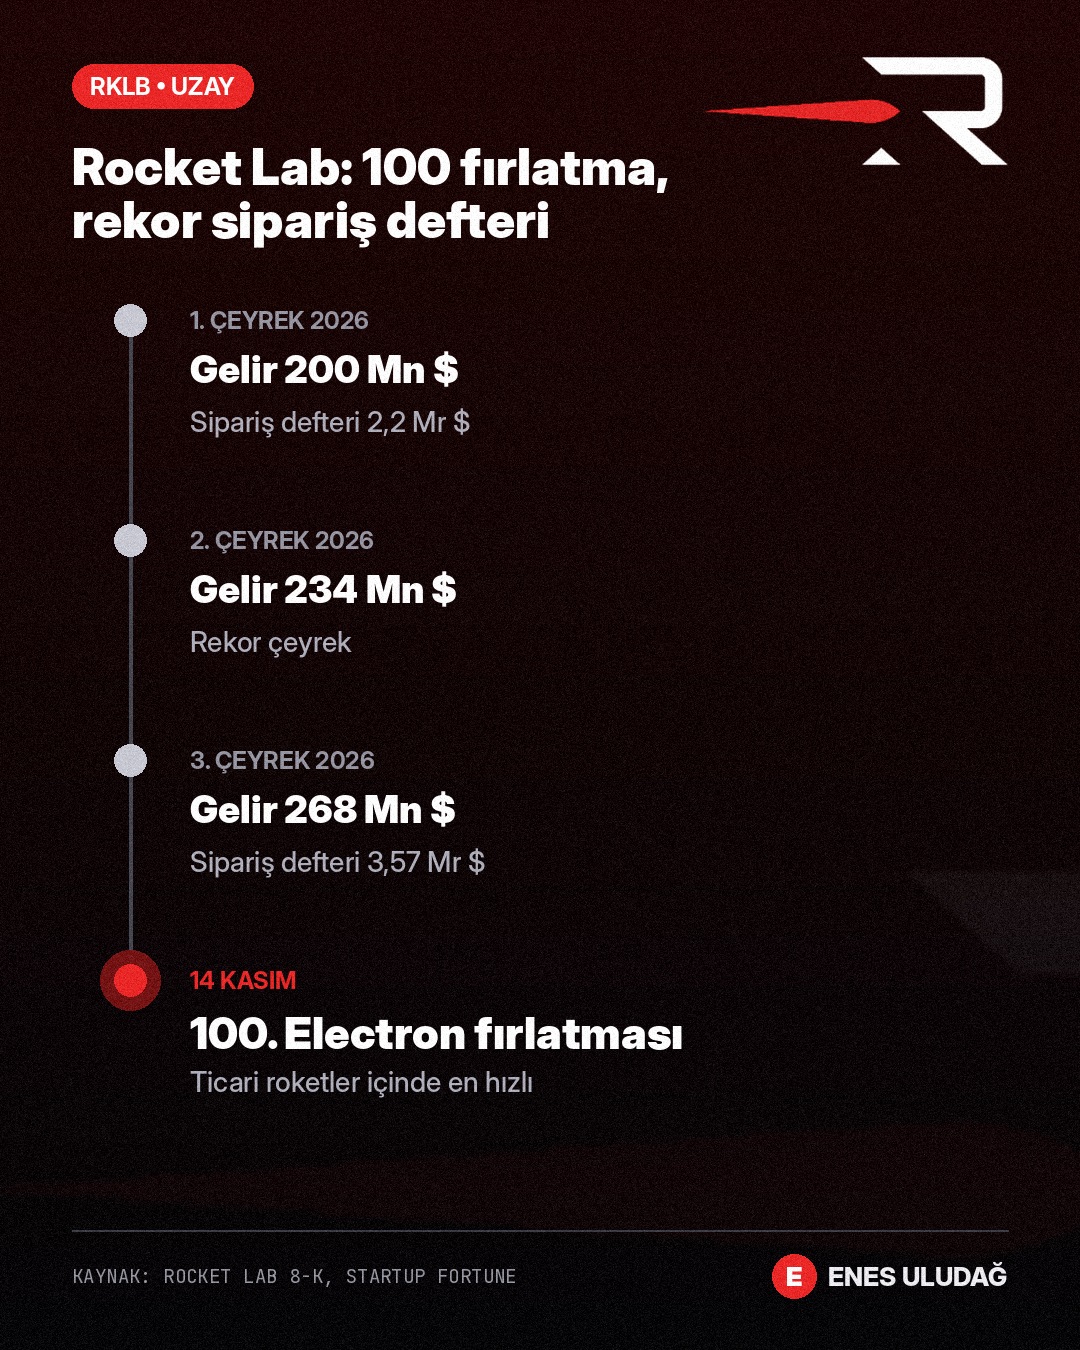 RKLB • UZAY
Rocket Lab: 100 fırlatma,
rekor sipariş defteri
1. ÇEYREK 2026
Gelir 200 Mn $
Sipariş defteri 2,2 Mr $
2. ÇEYREK 2026
Gelir 234 Mn $
Rekor çeyrek
3. ÇEYREK 2026
Gelir 268 Mn $
Sipariş defteri 3,57 Mr $
14 KASIM
100. Electron fırlatması
Ticari roketler içinde en hızlı
KAYNAK: ROCKET LAB 8-K, STARTUP FORTUNE
E ENES ULUDAĞ